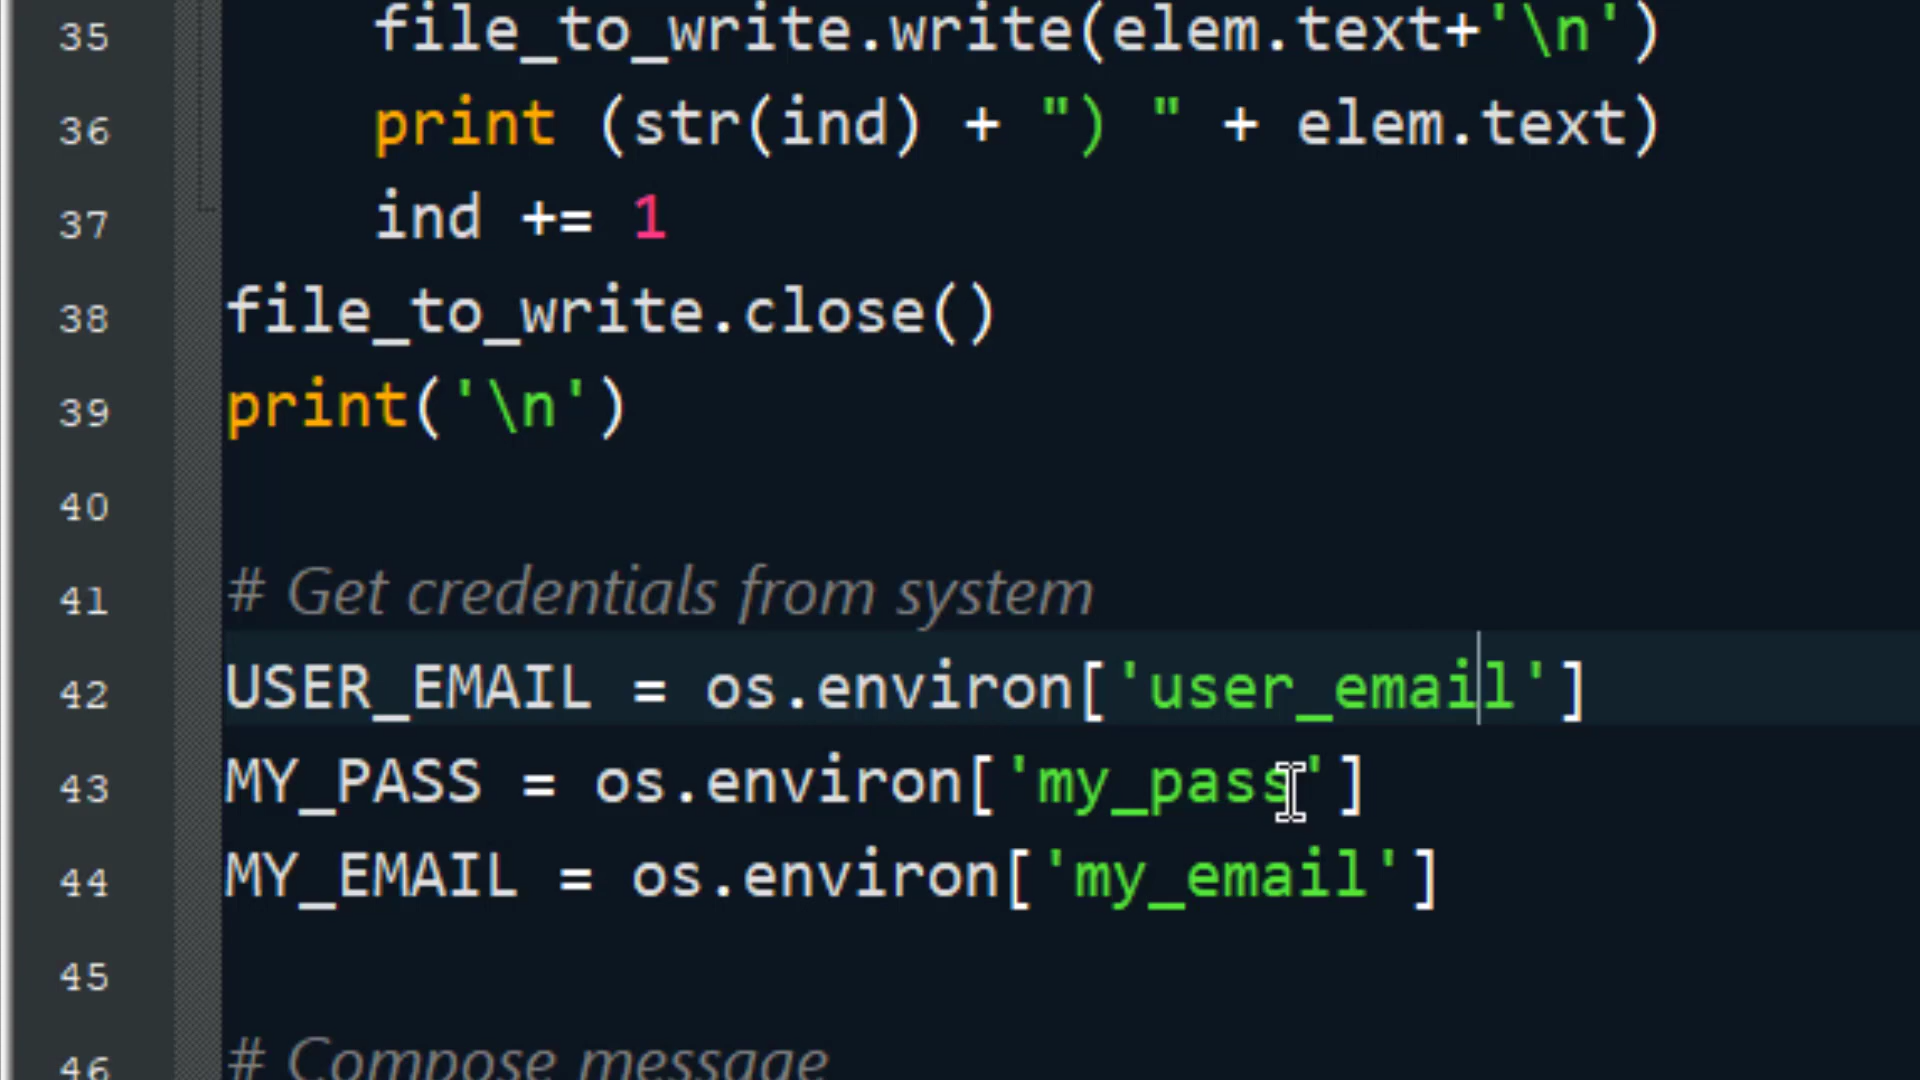 35 file_to_write.write(elem.text+'\n')
36 print (str(ind) + ") " + elem.text)
37 ind += 1
38 file_to_write.close()
39 print('\n')
40
41 # Get credentials from system
42 USER_EMAIL = os.environ['user_email']
43 MY_PASS = os.environ['my_pass']
44 MY_EMAIL = os.environ['my_email']
45
46 # Compose message